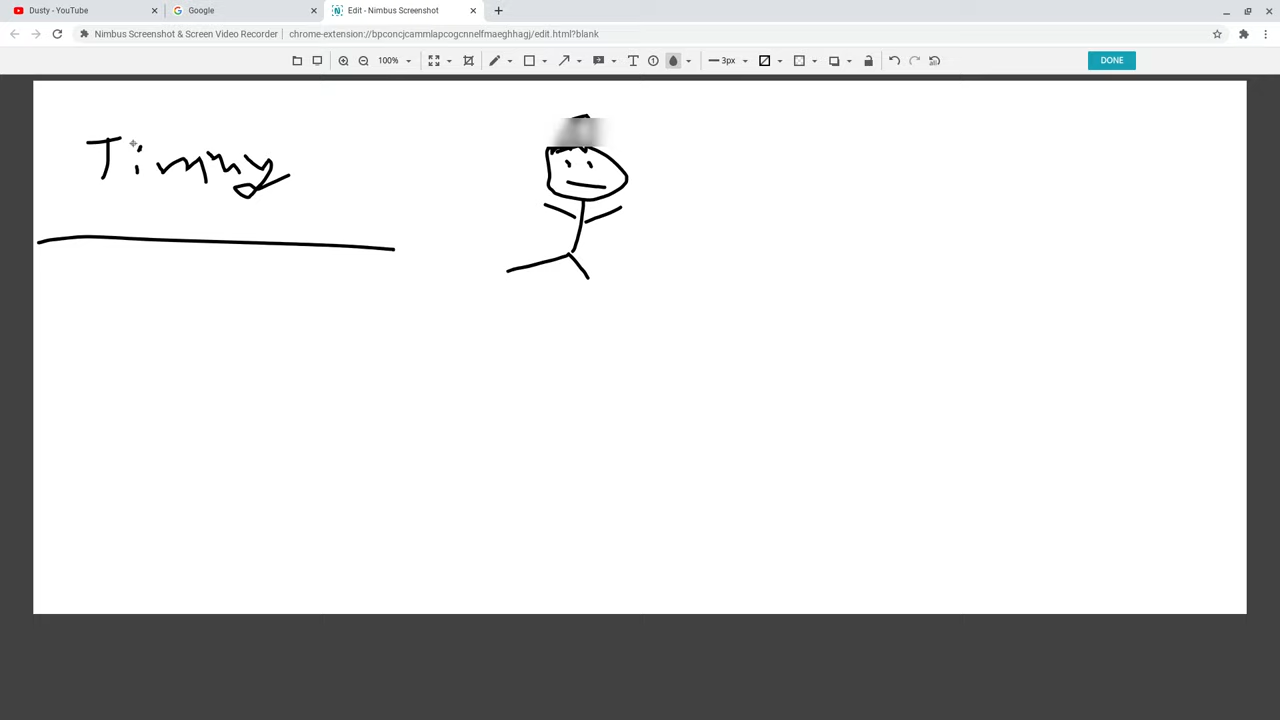 Dusty - YouTube
Google
Edit - Nimbus Screenshot
Nimbus Screenshot & Screen Video Recorder
chrome-extension://bpconcjcammlapcogcnnelfmaeghhagj/edit.html?blank
100%
3px
DONE
Timmy